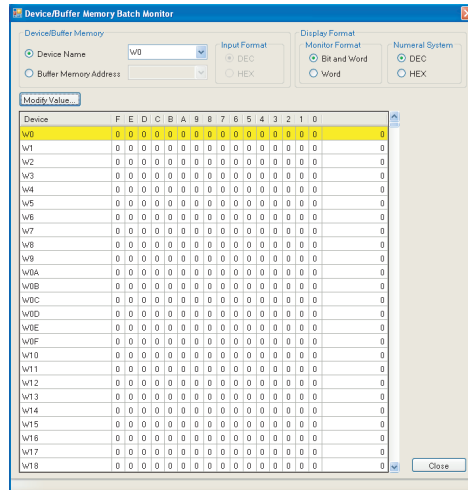 Device/Buffer Memory Batch Monitor
Device/Buffer Memory
Display Format
Device Name W0
Input Format
DEC
HEX
Monitor Format
Bit and Word
Word
Numeral System
DEC
HEX
Buffer Memory Address
Modify Value...
Device F E D C B A 9 8 7 6 5 4 3 2 1 0
W0 0 0 0 0 0 0 0 0 0 0 0 0 0 0 0 0 0
W1 0 0 0 0 0 0 0 0 0 0 0 0 0 0 0 0 0
W2 0 0 0 0 0 0 0 0 0 0 0 0 0 0 0 0 0
W3 0 0 0 0 0 0 0 0 0 0 0 0 0 0 0 0 0
W4 0 0 0 0 0 0 0 0 0 0 0 0 0 0 0 0 0
W5 0 0 0 0 0 0 0 0 0 0 0 0 0 0 0 0 0
W6 0 0 0 0 0 0 0 0 0 0 0 0 0 0 0 0 0
W7 0 0 0 0 0 0 0 0 0 0 0 0 0 0 0 0 0
W8 0 0 0 0 0 0 0 0 0 0 0 0 0 0 0 0 0
W9 0 0 0 0 0 0 0 0 0 0 0 0 0 0 0 0 0
W0A 0 0 0 0 0 0 0 0 0 0 0 0 0 0 0 0 0
W0B 0 0 0 0 0 0 0 0 0 0 0 0 0 0 0 0 0
W0C 0 0 0 0 0 0 0 0 0 0 0 0 0 0 0 0 0
W0D 0 0 0 0 0 0 0 0 0 0 0 0 0 0 0 0 0
W0E 0 0 0 0 0 0 0 0 0 0 0 0 0 0 0 0 0
W0F 0 0 0 0 0 0 0 0 0 0 0 0 0 0 0 0 0
W10 0 0 0 0 0 0 0 0 0 0 0 0 0 0 0 0 0
W11 0 0 0 0 0 0 0 0 0 0 0 0 0 0 0 0 0
W12 0 0 0 0 0 0 0 0 0 0 0 0 0 0 0 0 0
W13 0 0 0 0 0 0 0 0 0 0 0 0 0 0 0 0 0
W14 0 0 0 0 0 0 0 0 0 0 0 0 0 0 0 0 0
W15 0 0 0 0 0 0 0 0 0 0 0 0 0 0 0 0 0
W16 0 0 0 0 0 0 0 0 0 0 0 0 0 0 0 0 0
W17 0 0 0 0 0 0 0 0 0 0 0 0 0 0 0 0 0
W18 0 0 0 0 0 0 0 0 0 0 0 0 0 0 0 0 0
Close